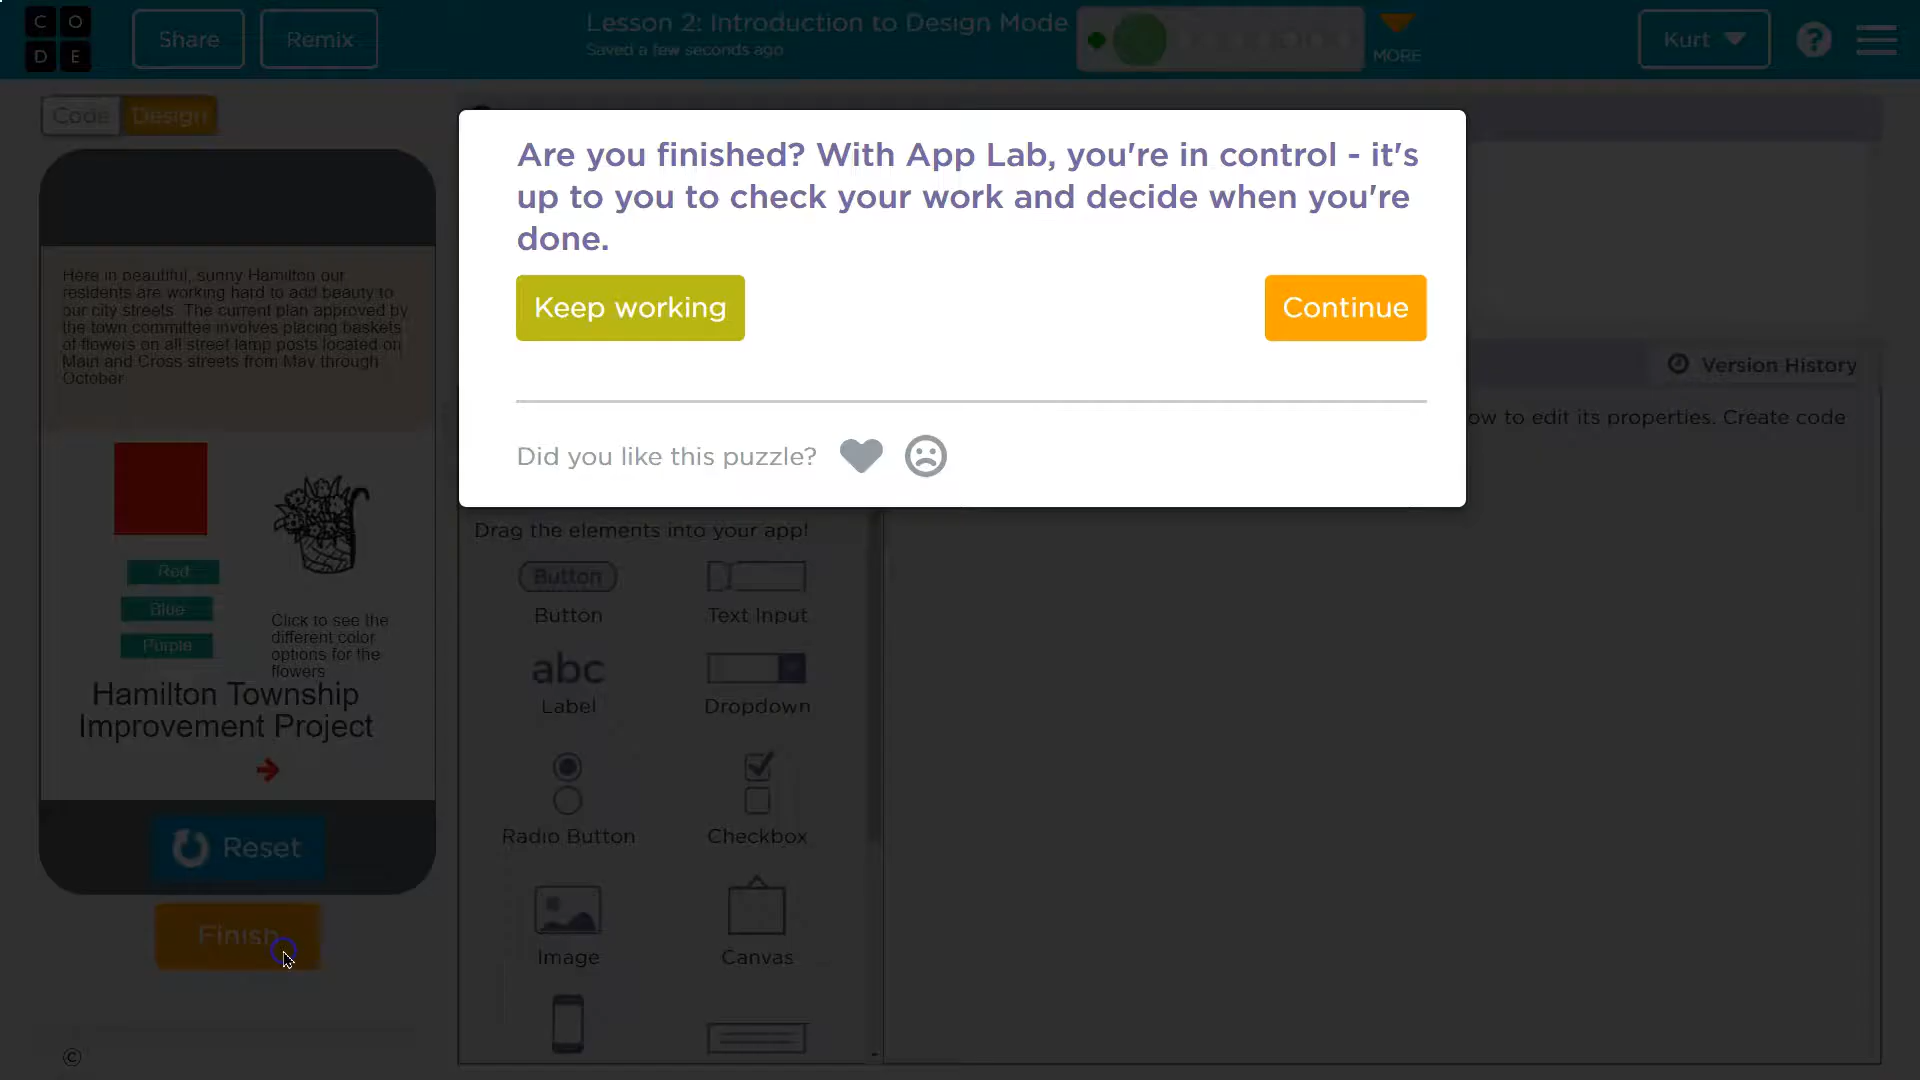 C O
D E
Share
Remix
Lesson 2: Introduction to Design Mode
Saved a few seconds ago
MORE
Kurt
?
Code
Design
Are you finished? With App Lab, you're in control - it's
up to you to check your work and decide when you're
done.
Keep working
Continue
Did you like this puzzle?
Version History
ow to edit its properties. Create code
Here in beautiful, sunny Hamilton our
residents are working hard to add beauty to
our city streets. The current plan approved by
the town committee involves placing baskets
of flowers on all street lamp posts located on
Main and Cross streets from May through
October
Red
Blue
Purple
Click to see the
different color
options for the
flowers
Hamilton Township
Improvement Project
Reset
Finish
Drag the elements into your app!
Button
Button
Text Input
abc
Label
Dropdown
Radio Button
Checkbox
Image
Canvas
©